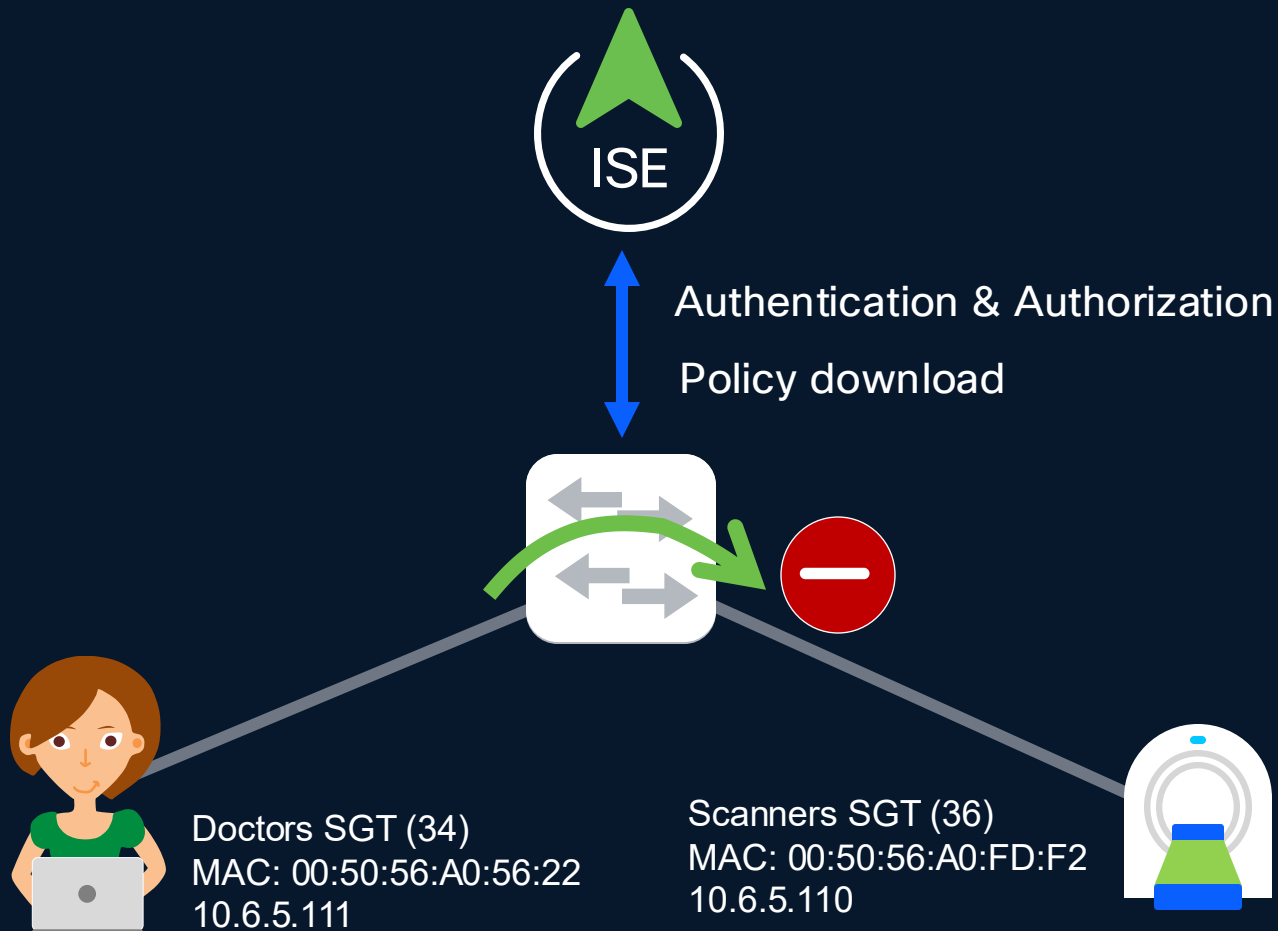 ISE
Authentication & Authorization
Policy download
Doctors SGT (34)
MAC: 00:50:56:A0:56:22
10.6.5.111
Scanners SGT (36)
MAC: 00:50:56:A0:FD:F2
10.6.5.110